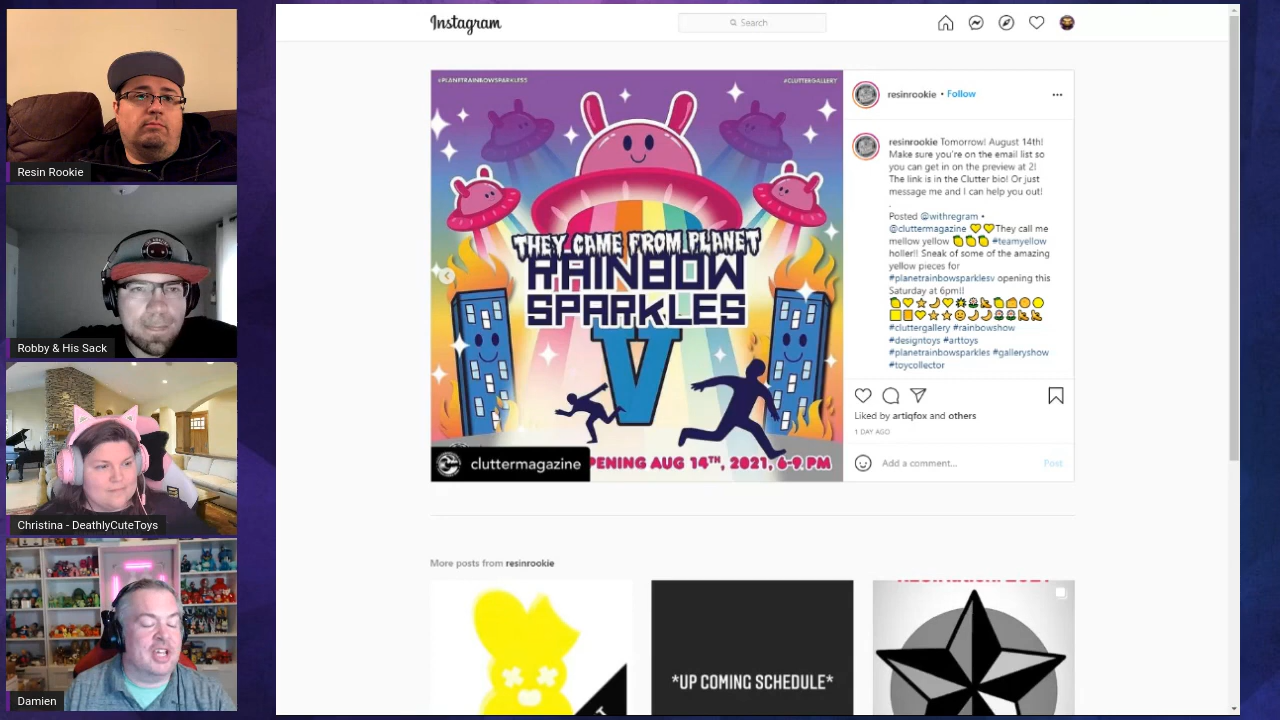 Resin Rookie
Robby & His Sack
Christina - DeathlyCuteToys
Damien
Instagram
Search
#PLANETRAINBOWSPARKLESS
#CLUTTERGALLERY
THEY CAME FROM PLANET
RAINBOW
SPARKLES
V
cluttermagazine
PENING AUG 14TH, 2021, 6-9 PM
resinrookie • Follow
resinrookie Tomorrow! August 14th!
Make sure you're on the email list so
you can get in on the preview at 2!
The link is in the Clutter bio! Or just
message me and I can help you out!
.
Posted @withregram •
@cluttermagazine 💛💛They call me
mellow yellow 🍋🍋🍋 #teamyellow
holler!! Sneak of some of the amazing
yellow pieces for
#planetrainbowsparklesv opening this
Saturday at 6pm!!
#cluttergallery #rainbowshow
#designtoys #arttoys
#planetrainbowsparkles #galleryshow
#toycollector
Liked by artiqfox and others
1 DAY AGO
Add a comment...
Post
More posts from resinrookie
*UP COMING SCHEDULE*